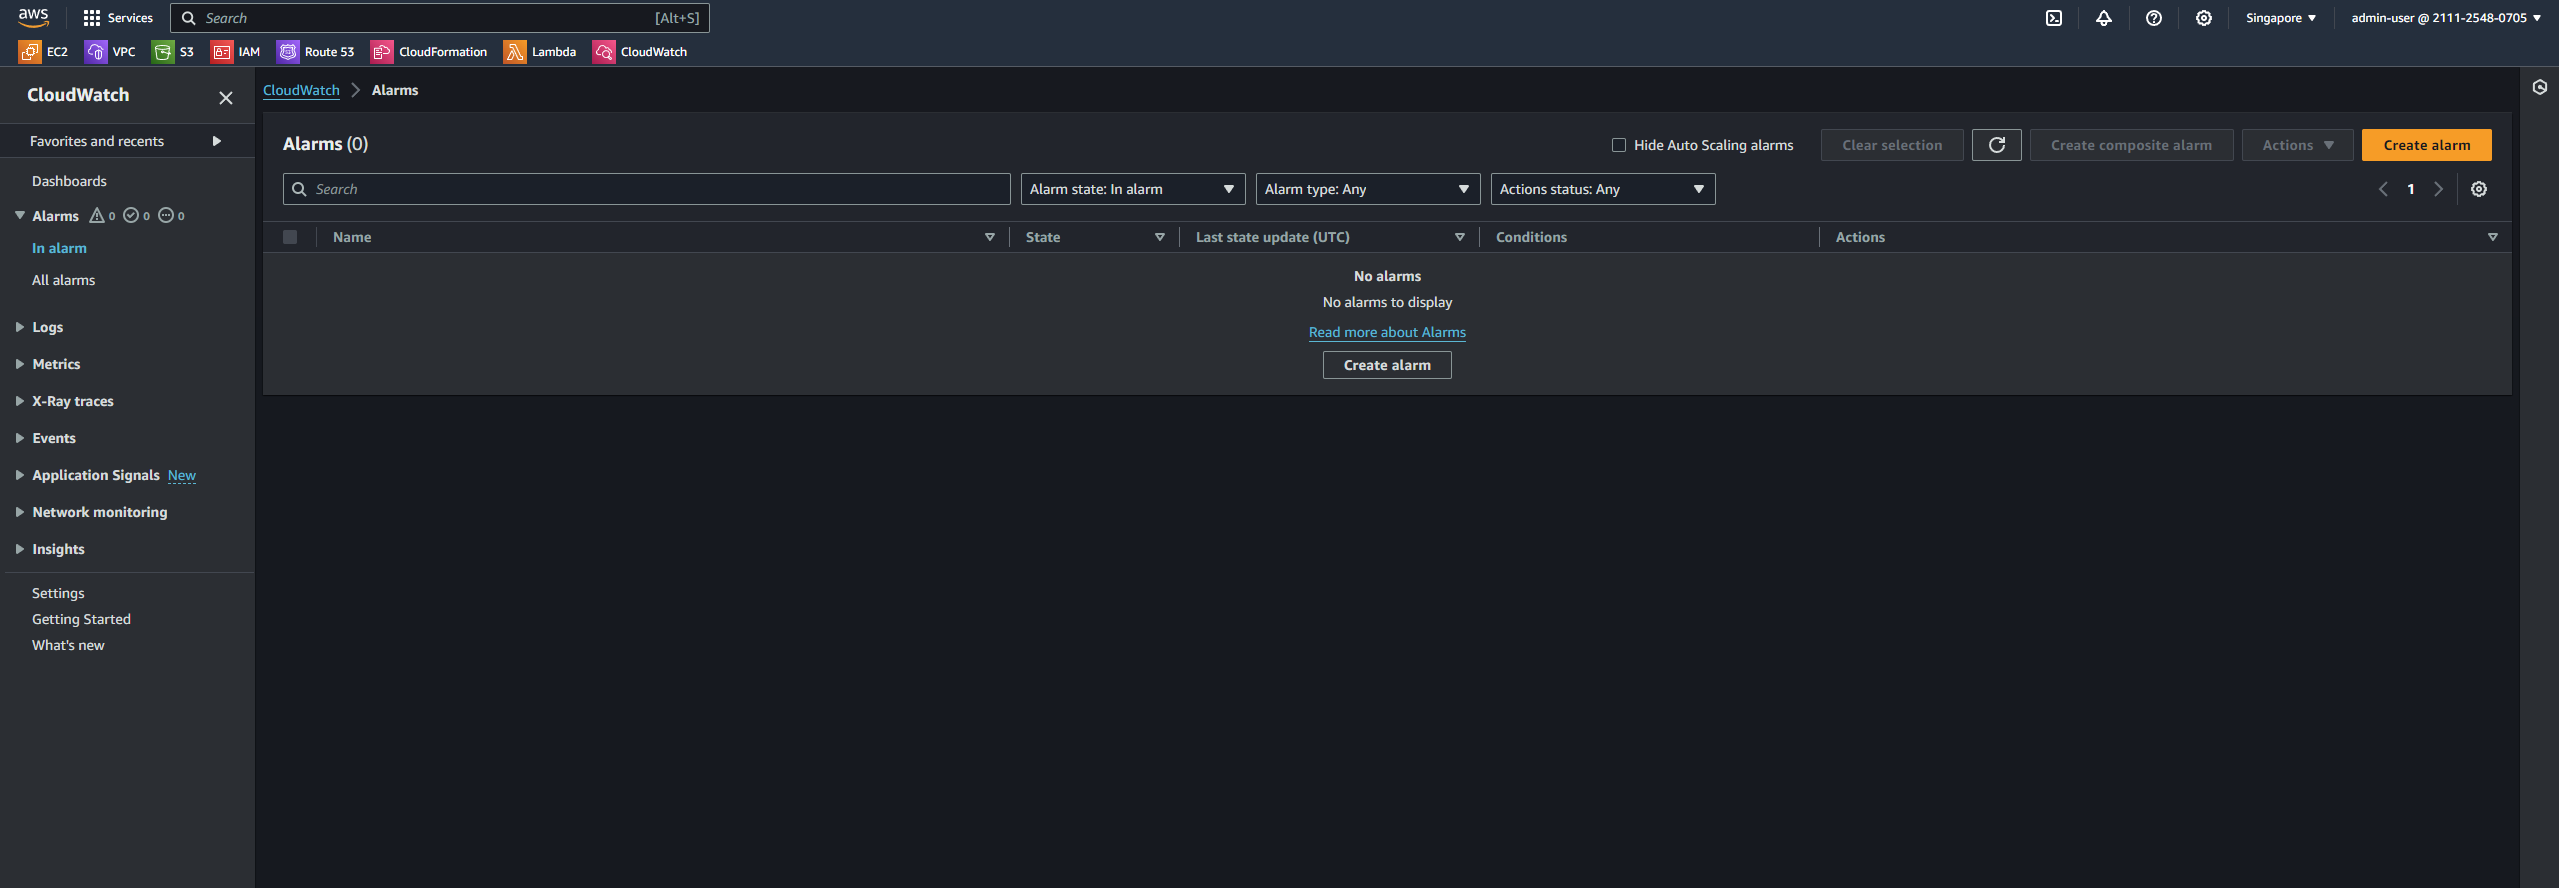 aws Services Search [Alt+S] Singapore admin-user @ 2111-2548-0705
EC2 VPC S3 IAM Route 53 CloudFormation Lambda CloudWatch
CloudWatch
Favorites and recents
Dashboards
Alarms 0 0 0
In alarm
All alarms
Logs
Metrics
X-Ray traces
Events
Application Signals New
Network monitoring
Insights
Settings
Getting Started
What's new
CloudWatch Alarms
Alarms (0) Hide Auto Scaling alarms Clear selection Create composite alarm Actions Create alarm
Search Alarm state: In alarm Alarm type: Any Actions status: Any 1
Name State Last state update (UTC) Conditions Actions
No alarms
No alarms to display
Read more about Alarms
Create alarm